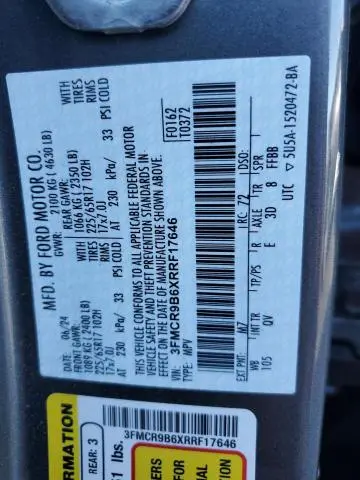 MFD. BY FORD MOTOR CO.
06/24
GVWR: 2100 KG ( 4630 LB)
FRONT GAWR: 1089 KG ( 2400 LB)
REAR GAWR: 1066 KG ( 2350 LB)
WITH TIRES RIMS
225/65R17 102H
17x7.0J
AT 230 kPa/ 33 PSI COLD
WITH TIRES RIMS
225/65R17 102H
17x7.0J
AT 230 kPa/ 33 PSI COLD
THIS VEHICLE CONFORMS TO ALL APPLICABLE FEDERAL MOTOR
VEHICLE SAFETY AND THEFT PREVENTION STANDARDS IN
EFFECT ON THE DATE OF MANUFACTURE SHOWN ABOVE.
VIN: 3FMCR9B6XRRF17646
TYPE: MPV
F0162
T0372
EXT PNT: M7 RC: 72 DSO:
WB INTTR TP/PS R AXLE TR SPR
105 QV E 3D 8 FFBB
UTC ▽ 5U5A-1520472-BA
3FMCR9B6XRRF17646
REAR: 3
lbs.